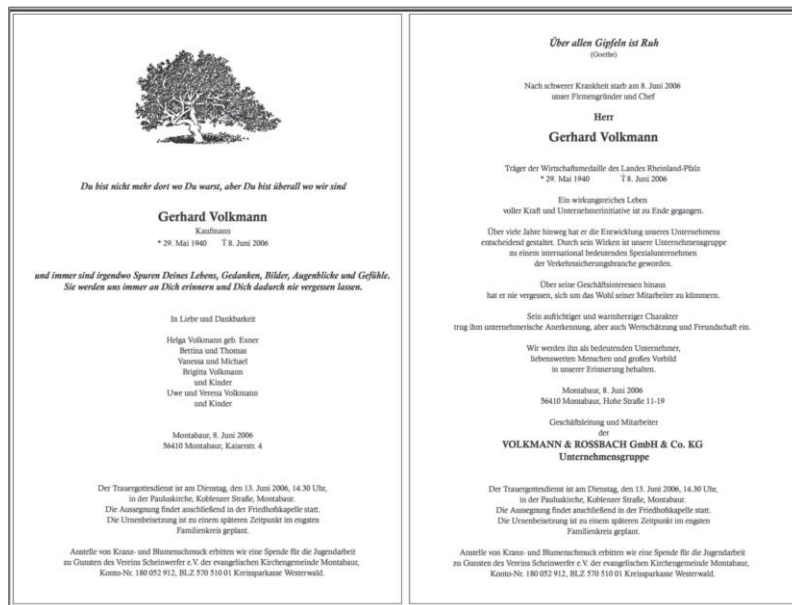 Du bist nicht mehr dort wo Du warst, aber Du bist überall wo wir sind
Gerhard Volkmann
Kaufmann
* 29. Mai 1940 † 8. Juni 2006
und immer sind irgendwo Spuren Deines Lebens, Gedanken, Bilder, Augenblicke und Gefühle.
Sie werden uns immer an Dich erinnern und Dich dadurch nie vergessen lassen.
In Liebe und Dankbarkeit
Helga Volkmann geb. Exner
Bettina und Thomas
Vanessa und Michael
Brigitta Volkmann
und Kinder
Uwe und Verena Volkmann
und Kinder
Montabaur, 8. Juni 2006
56410 Montabaur, Kaiserstr. 4
Der Trauergottesdienst ist am Dienstag, den 13. Juni 2006, 14.30 Uhr,
in der Pauluskirche, Koblenzer Straße, Montabaur.
Die Aussegnung findet anschließend in der Friedhofskapelle statt.
Die Urnenbeisetzung ist zu einem späteren Zeitpunkt im engsten
Familienkreis geplant.
Anstelle von Kranz- und Blumenschmuck erbitten wir eine Spende für die Jugendarbeit
zu Gunsten des Vereins Scheinwerfer e.V. der evangelischen Kirchengemeinde Montabaur,
Konto-Nr. 180 052 912, BLZ 570 510 01 Kreissparkasse Westerwald.
Über allen Gipfeln ist Ruh
(Goethe)
Nach schwerer Krankheit starb am 8. Juni 2006
unser Firmengründer und Chef
Herr
Gerhard Volkmann
Träger der Wirtschaftsmedaille des Landes Rheinland-Pfalz
* 29. Mai 1940 † 8. Juni 2006
Ein wirkungsreiches Leben
voller Kraft und Unternehmerinitiative ist zu Ende gegangen.
Über viele Jahre hinweg hat er die Entwicklung unseres Unternehmens
entscheidend gestaltet. Durch sein Wirken ist unsere Unternehmensgruppe
zu einem international bedeutenden Spezialunternehmen
der Verkehrssicherungsbranche geworden.
Über seine Geschäftsinteressen hinaus
hat er nie vergessen, sich um das Wohl seiner Mitarbeiter zu kümmern.
Sein aufrichtiger und warmherziger Charakter
trug ihm unternehmerische Anerkennung, aber auch Wertschätzung und Freundschaft ein.
Wir werden ihn als bedeutenden Unternehmer,
liebenswerten Menschen und großes Vorbild
in unserer Erinnerung behalten.
Montabaur, 8. Juni 2006
56410 Montabaur, Hohe Straße 11-19
Geschäftsleitung und Mitarbeiter
der
VOLKMANN & ROSSBACH GmbH & Co. KG
Unternehmensgruppe
Der Trauergottesdienst ist am Dienstag, den 13. Juni 2006, 14.30 Uhr,
in der Pauluskirche, Koblenzer Straße, Montabaur.
Die Aussegnung findet anschließend in der Friedhofskapelle statt.
Die Urnenbeisetzung ist zu einem späteren Zeitpunkt im engsten
Familienkreis geplant.
Anstelle von Kranz- und Blumenschmuck erbitten wir eine Spende für die Jugendarbeit
zu Gunsten des Vereins Scheinwerfer e.V. der evangelischen Kirchengemeinde Montabaur,
Konto-Nr. 180 052 912, BLZ 570 510 01 Kreissparkasse Westerwald.